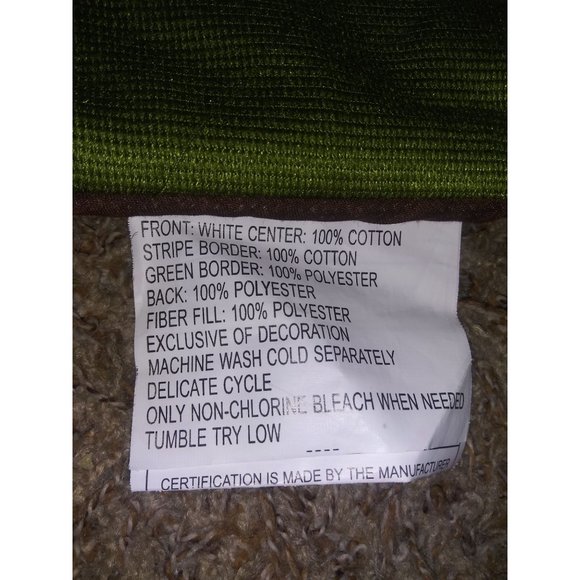 FRONT: WHITE CENTER: 100% COTTON
STRIPE BORDER: 100% COTTON
GREEN BORDER: 100% POLYESTER
BACK: 100% POLYESTER
FIBER FILL: 100% POLYESTER
EXCLUSIVE OF DECORATION
MACHINE WASH COLD SEPARATELY
DELICATE CYCLE
ONLY NON-CHLORINE BLEACH WHEN NEEDED
TUMBLE TRY LOW
----
CERTIFICATION IS MADE BY THE MANUFACTURER